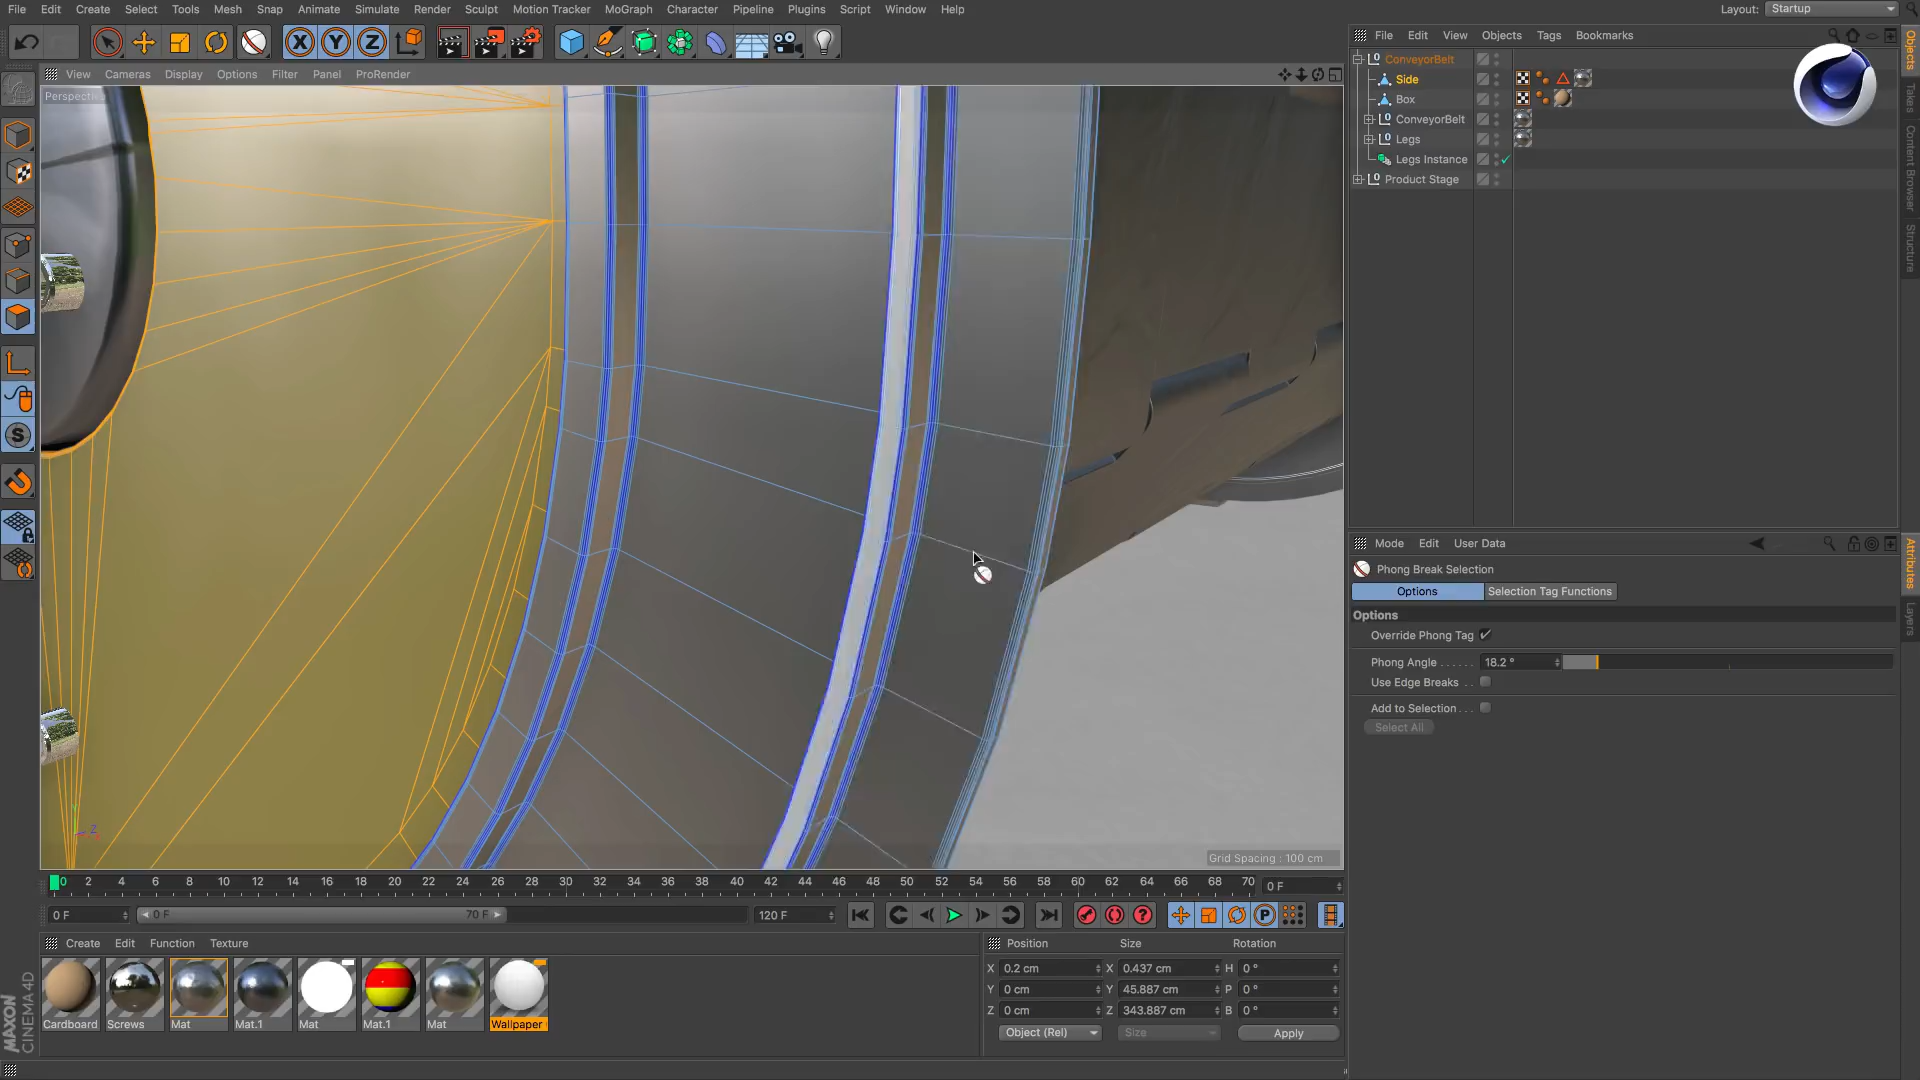 File Edit Create Select Tools Mesh Snap Animate Simulate Render Sculpt Motion Tracker MoGraph Character Pipeline Plugins Script Window Help
Layout: Startup
X Y Z
View Cameras Display Options Filter Panel ProRender
Perspective
File Edit View Objects Tags Bookmarks
ConveyorBelt
Side
Box
ConveyorBelt
Legs
Legs Instance
Product Stage
Objects
Takes
Content Browser
Structure
S
Mode Edit User Data
Phong Break Selection
Options Selection Tag Functions
Options
Override Phong Tag
Phong Angle ...... 18.2 °
Use Edge Breaks ..
Add to Selection ...
Select All
Attributes
Layers
Z
Grid Spacing : 100 cm
0 2 4 6 8 10 12 14 16 18 20 22 24 26 28 30 32 34 36 38 40 42 44 46 48 50 52 54 56 58 60 62 64 66 68 70
0 F
0 F 0 F 70 F 120 F
P
Create Edit Function Texture
Cardboard Screws Mat Mat.1 Mat Mat.1 Mat Wallpaper
Position Size Rotation
X 0.2 cm X 0.437 cm H 0 °
Y 0 cm Y 45.887 cm P 0 °
Z 0 cm Z 343.887 cm B 0 °
Object (Rel) Size Apply
MAXON
CINEMA 4D